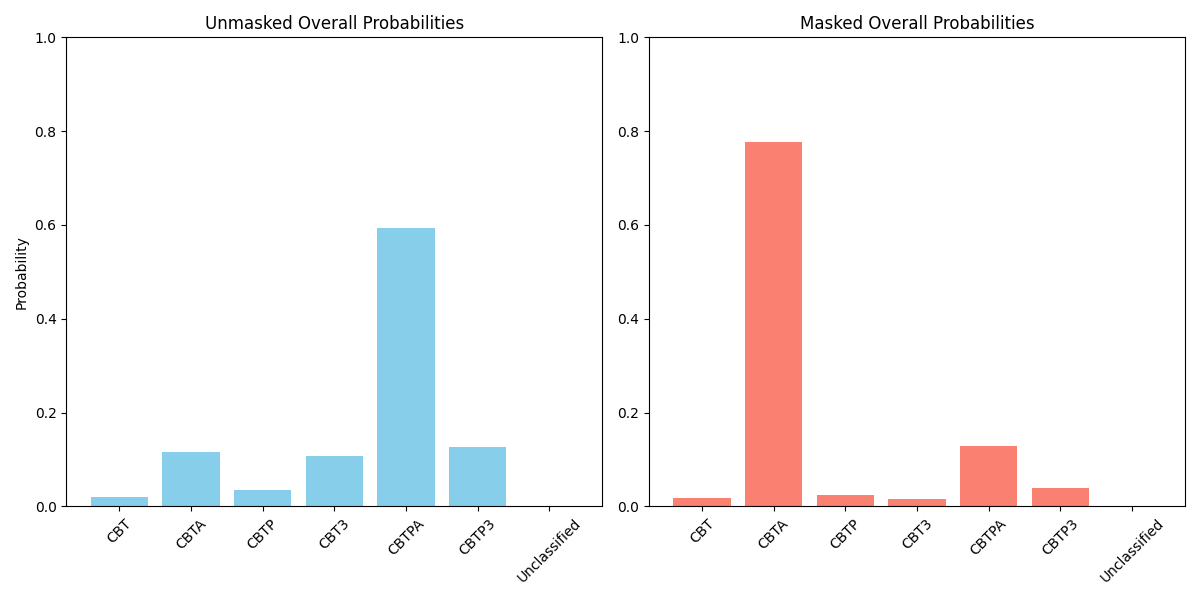 Unmasked Overall Probabilities
Probability
1.0
0.8
0.6
0.4
0.2
0.0
CBT
CBTA
CBTP
CBT3
CBTPA
CBTP3
Unclassified
Masked Overall Probabilities
1.0
0.8
0.6
0.4
0.2
0.0
CBT
CBTA
CBTP
CBT3
CBTPA
CBTP3
Unclassified